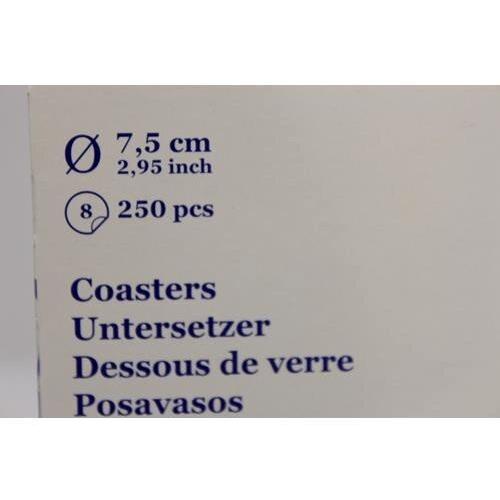 Ø 7,5 cm
2,95 inch
8 250 pcs
Coasters
Untersetzer
Dessous de verre
Posavasos